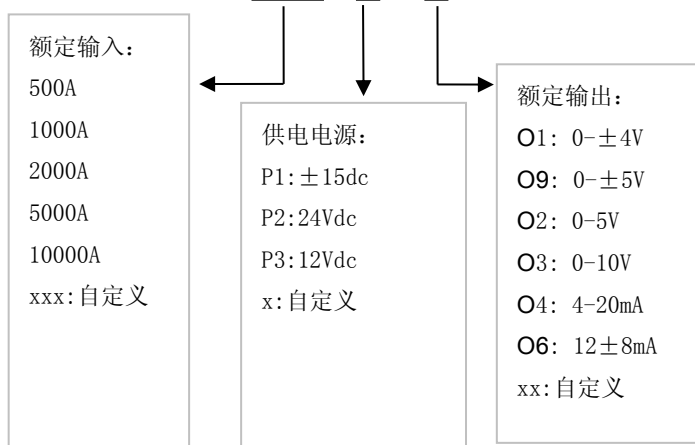 额定输入：
500A
1000A
2000A
5000A
10000A
xxx:自定义
供电电源：
P1:±15dc
P2:24Vdc
P3:12Vdc
x:自定义
额定输出：
O1: 0-±4V
O9: 0-±5V
O2: 0-5V
O3: 0-10V
O4: 4-20mA
O6: 12±8mA
xx:自定义